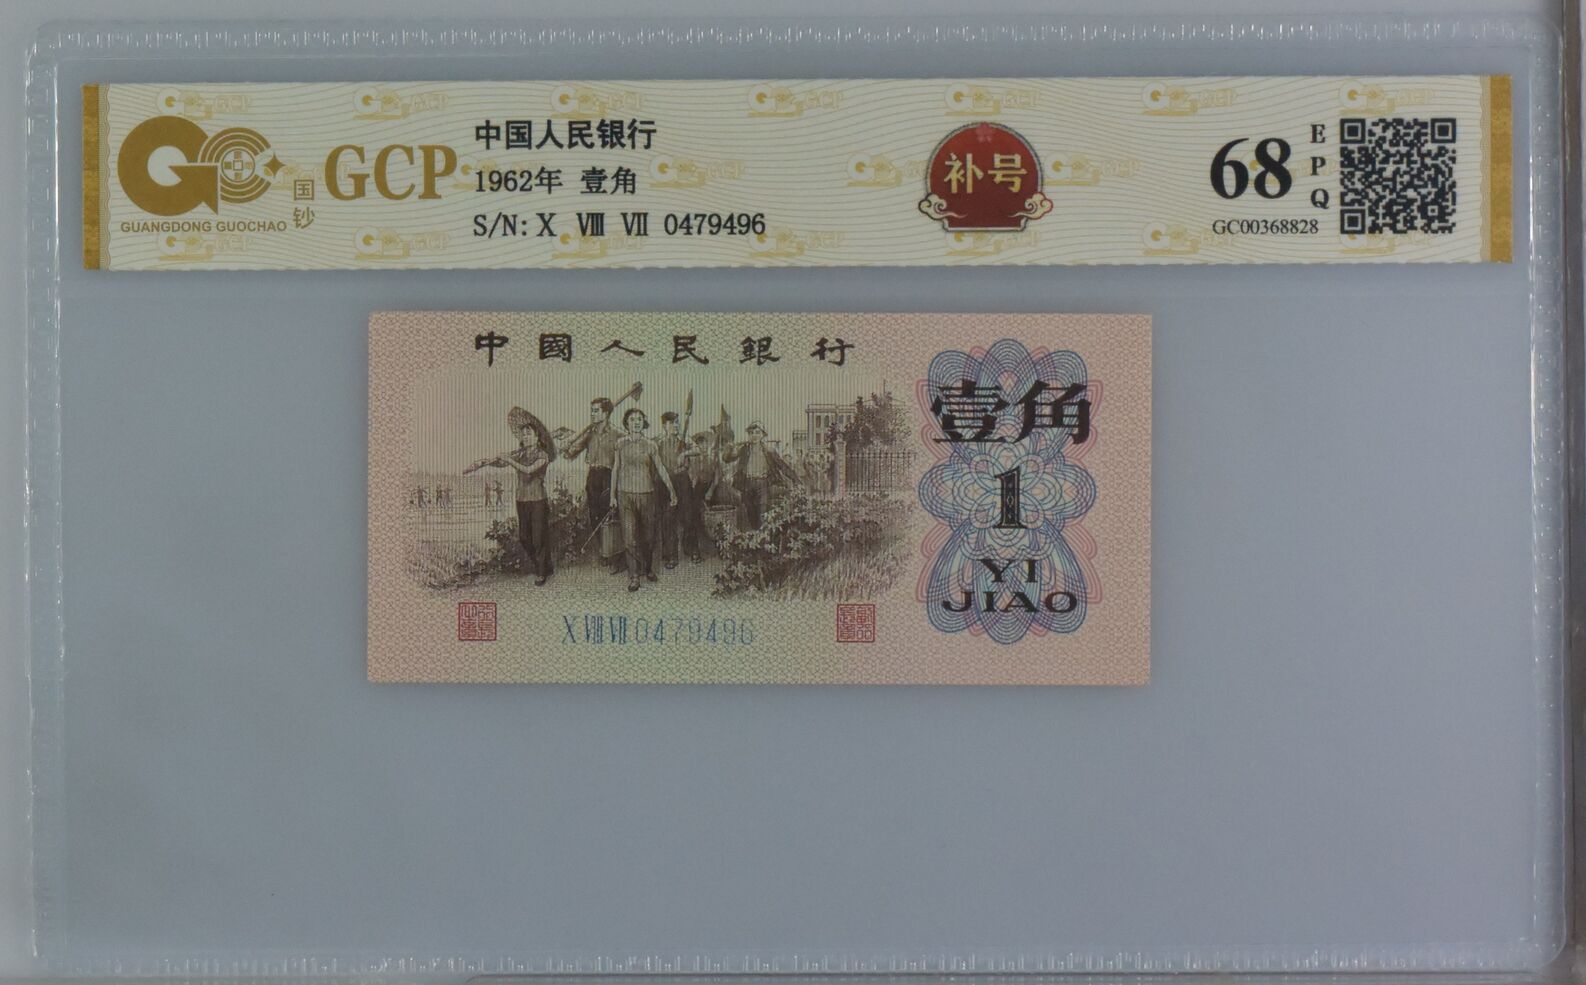 GUANGDONG GUOCHAO
国钞
GCP
中国人民银行
1962年 壹角
S/N: X VIII VII 0479496
补号
68
EPQ
GC00368828
中國人民銀行
壹角
1
YI
JIAO
X VIII VII 0479496